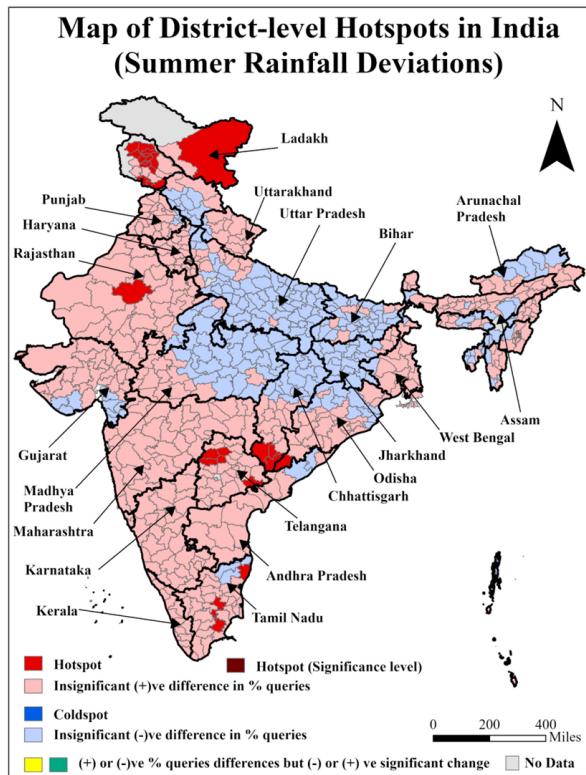 Map of District-level Hotspots in India
(Summer Rainfall Deviations)
N
Ladakh
Punjab
Uttarakhand
Haryana
Uttar Pradesh
Arunachal
Pradesh
Rajasthan
Bihar
Gujarat
Assam
West Bengal
Jharkhand
Madhya
Pradesh
Odisha
Chhattisgarh
Maharashtra
Telangana
Karnataka
Andhra Pradesh
Kerala
Tamil Nadu
Hotspot
Hotspot (Significance level)
Insignificant (+)ve difference in % queries
Coldspot
Insignificant (-)ve difference in % queries
0 200 400
Miles
(+) or (-)ve % queries differences but (-) or (+) ve significant change
No Data